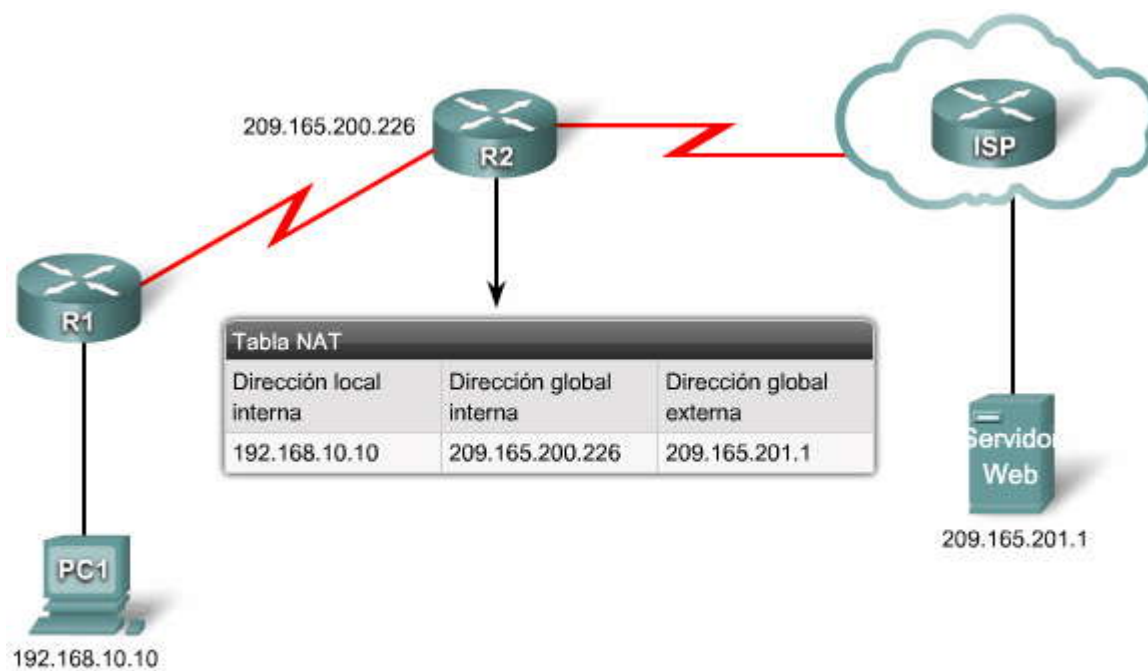 209.165.200.226
R2
ISP
R1
Tabla NAT
Dirección local interna
Dirección global interna
Dirección global externa
192.168.10.10
209.165.200.226
209.165.201.1
Servidor
Web
209.165.201.1
PC1
192.168.10.10